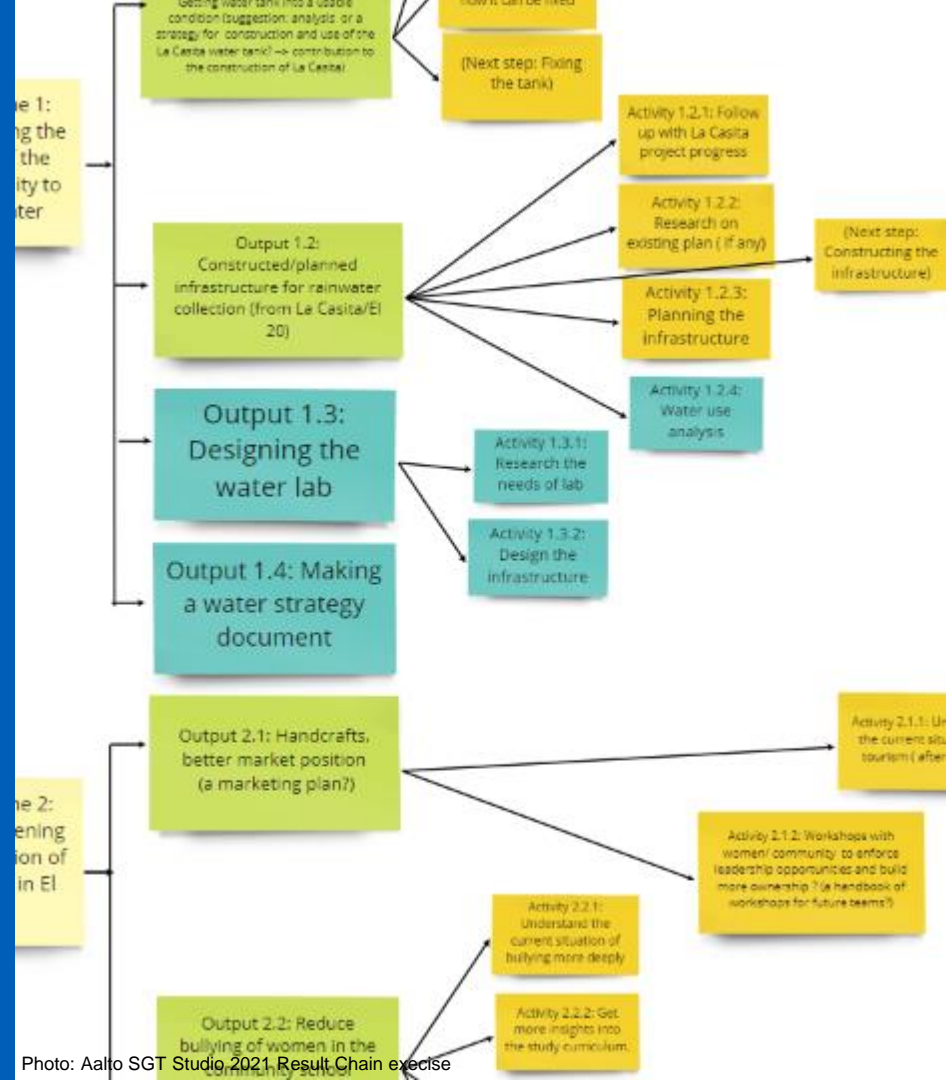 Getting water tank into a usable
condition (suggestion: analysis or a
strategy for construction and use of the
La Casita water tank? --> contribution to
the construction of La Casita)
how it can be fixed
(Next step: Fixing
the tank)
e 1:
ng the
the
ity to
ter
Activity 1.2.1: Follow
up with La Casita
project progress
Activity 1.2.2:
Research on
existing plan ( if any)
(Next step:
Constructing the
infrastructure)
Output 1.2:
Constructed/planned
infrastructure for rainwater
collection (from La Casita/El
20)
Activity 1.2.3:
Planning the
infrastructure
Activity 1.2.4:
Water use
analysis
Output 1.3:
Designing the
water lab
Activity 1.3.1:
Research the
needs of lab
Activity 1.3.2:
Design the
infrastructure
Output 1.4: Making
a water strategy
document
Output 2.1: Handcrafts,
better market position
(a marketing plan?)
Activity 2.1.1: Un
the current situ
tourism ( after
ne 2:
ening
ion of
in El
Activity 2.1.2: Workshops with
women/ community to enforce
leadership opportunities and build
more ownership ? (a handbook of
workshops for future teams?)
Activity 2.2.1:
Understand the
current situation of
bullying more deeply
Activity 2.2.2: Get
more insights into
the study curriculum.
Output 2.2: Reduce
bullying of women in the
community school
Photo: Aalto SGT Studio 2021 Result Chain execise